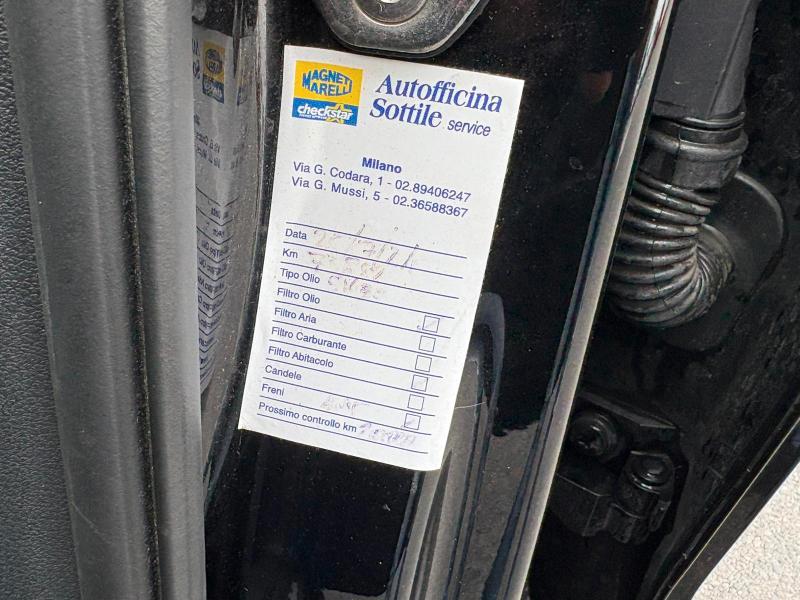 MAGNETI
MARELLI
checkstar
Autofficina
Sottile service
Milano
Via G. Codara, 1 - 02.89406247
Via G. Mussi, 5 - 02.36588367
Data
Km
Tipo Olio
Filtro Olio
Filtro Aria
Filtro Carburante
Filtro Abitacolo
Candele
Freni
Prossimo controllo km